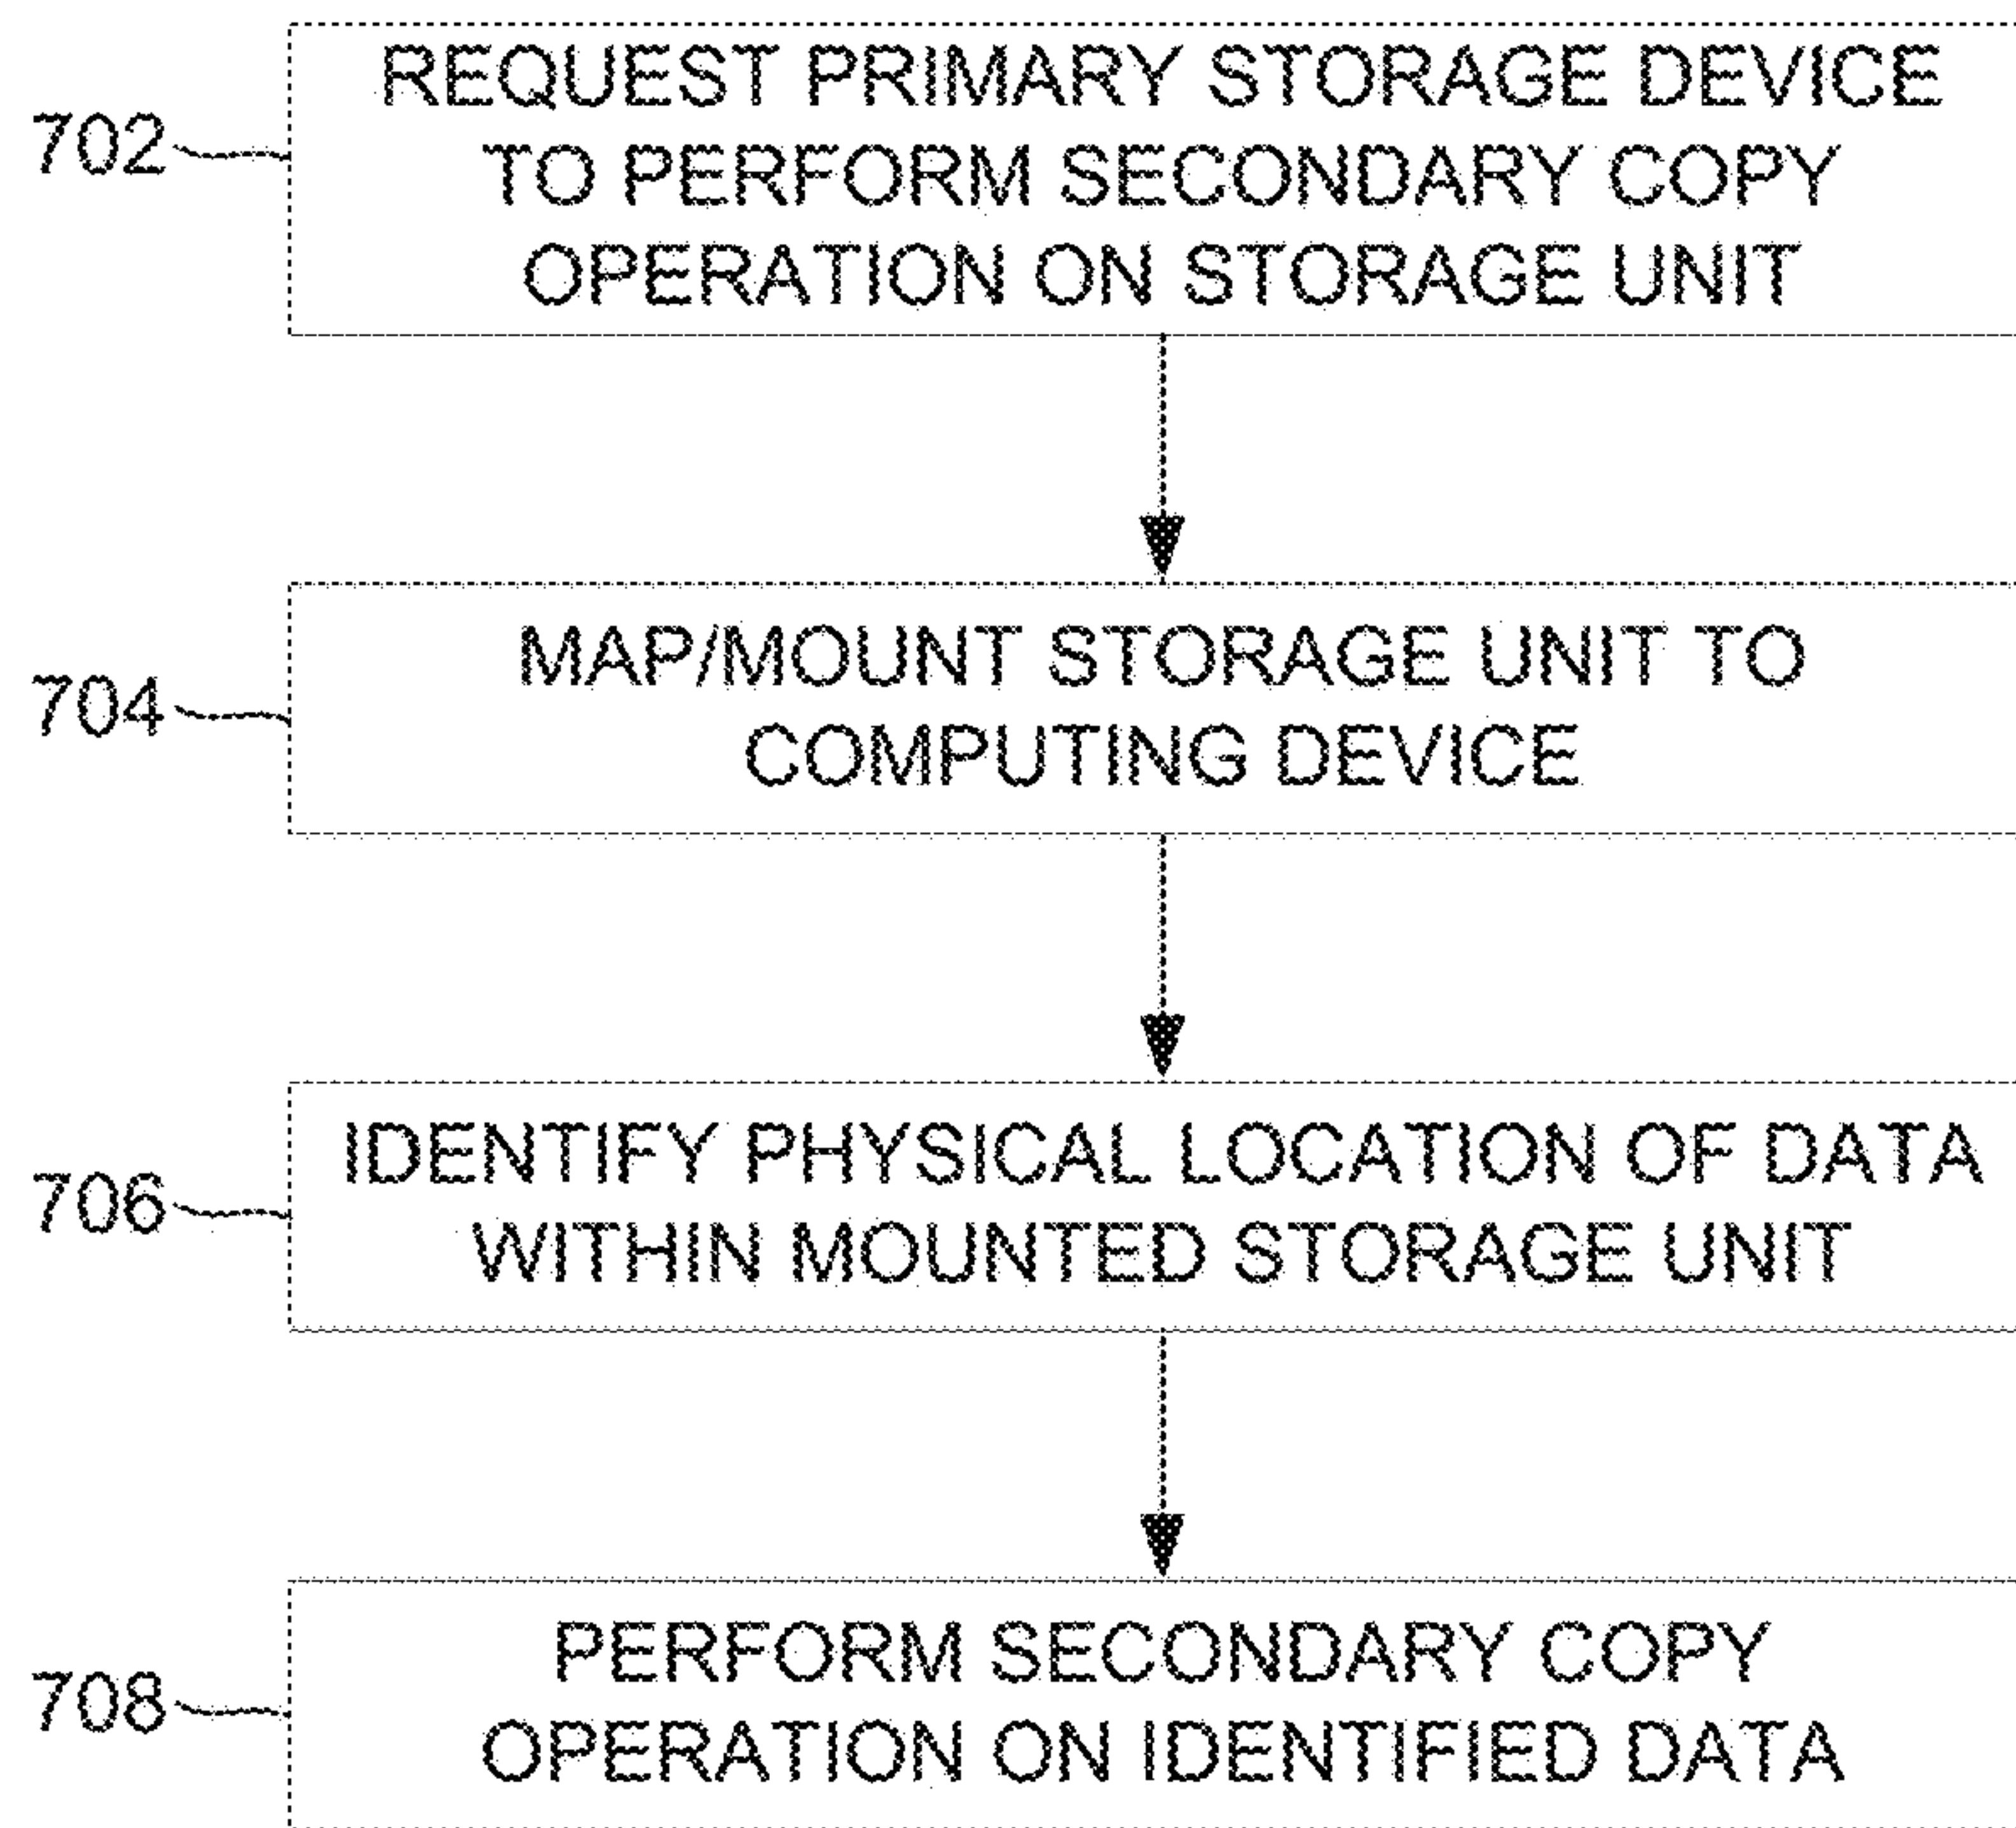 702
REQUEST PRIMARY STORAGE DEVICE
TO PERFORM SECONDARY COPY
OPERATION ON STORAGE UNIT
704
MAP/MOUNT STORAGE UNIT TO
COMPUTING DEVICE
706
IDENTIFY PHYSICAL LOCATION OF DATA
WITHIN MOUNTED STORAGE UNIT
708
PERFORM SECONDARY COPY
OPERATION ON IDENTIFIED DATA